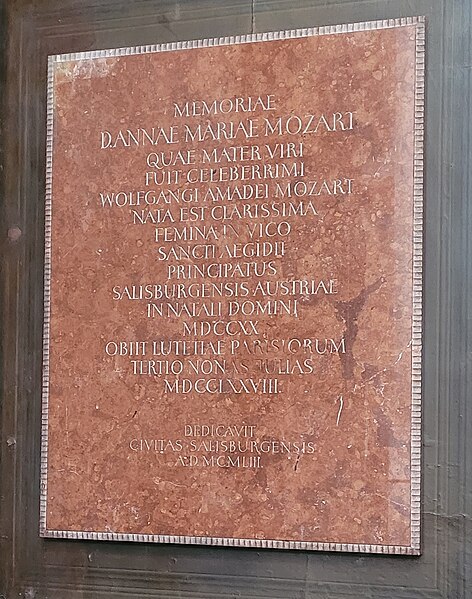 MEMORIAE
D. ANNAE MARIAE MOZART
QUAE MATER VIRI
FUIT CELEBERRIMI
WOLFGANGI AMADEI MOZART
NATA EST CLARISSIMA
FEMINA IN VICO
SANCTI AEGIDII
PRINCIPATUS
SALISBURGENSIS AUSTRIAE
IN NATALI DOMINI
MDCCXX
OBIIT LUTETIAE PARISIORUM
TERTIO NONAS JULIAS
MDCCLXXVIII.
DEDICAVIT
CIVITAS SALISBURGENSIS
A.D. MCMLIII.